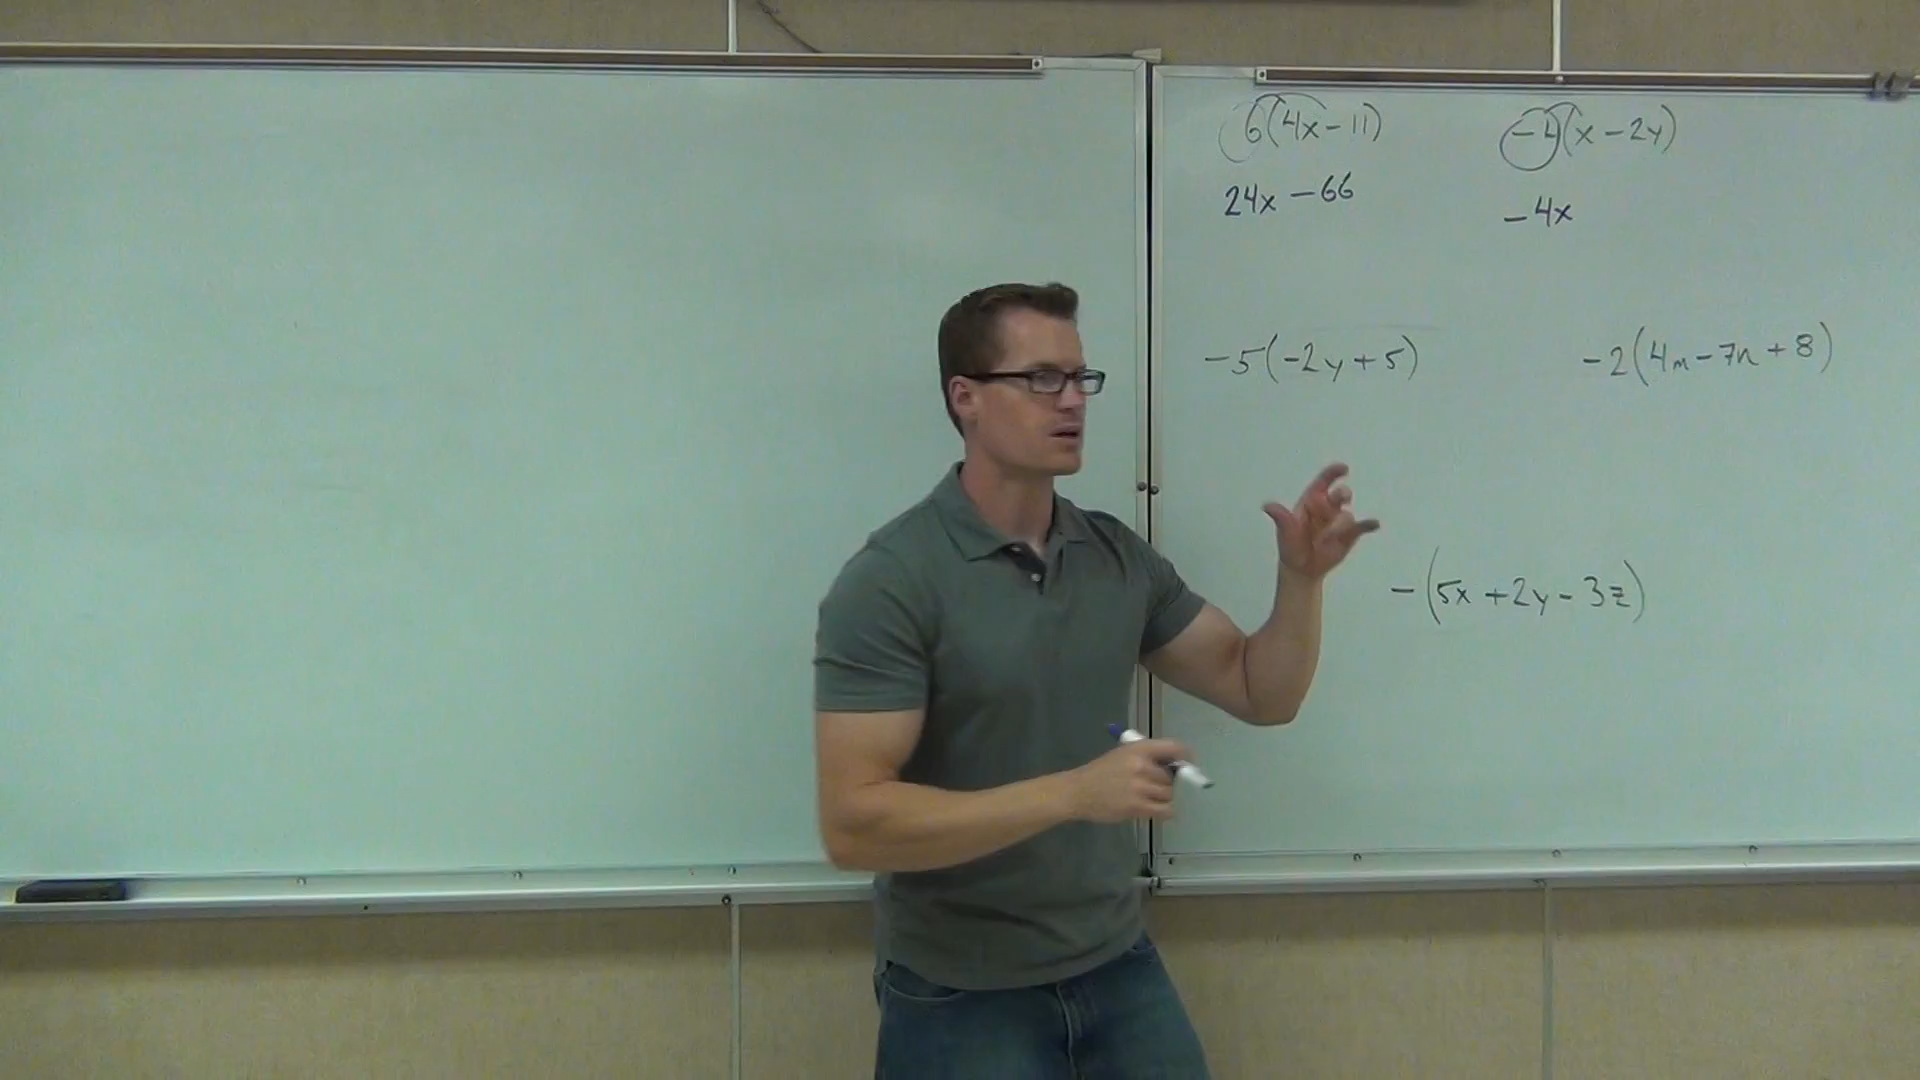 6(4x-11)
24x - 66
-4(x-2y)
-4x
-5(-2y+5)
-2(4m-7n+8)
-(5x+2y-3z)